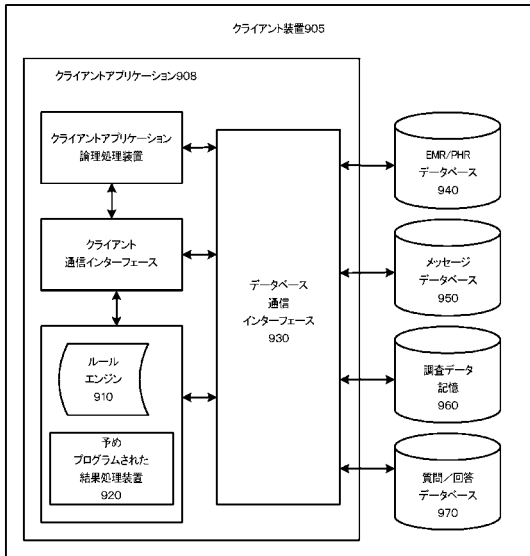 クライアント装置905
クライアントアプリケーション908
クライアントアプリケーション
論理処理装置
クライアント
通信インターフェース
ルール
エンジン
910
予め
プログラムされた
結果処理装置
920
データベース
通信
インターフェース
930
EMR/PHR
データベース
940
メッセージ
データベース
950
調査データ
記憶
960
質問／回答
データベース
970